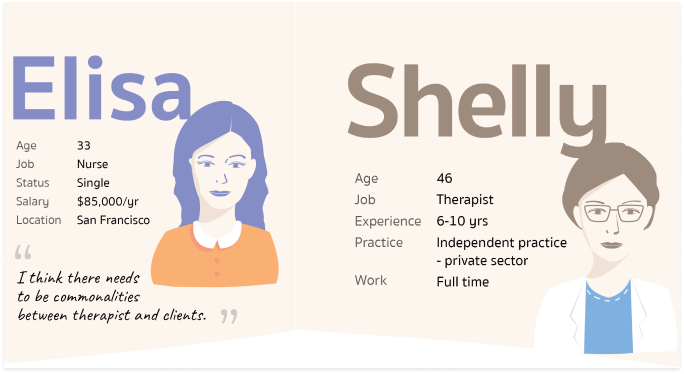 Elisa
Age 33
Job Nurse
Status Single
Salary $85,000/yr
Location San Francisco
“
I think there needs
to be commonalities
between therapist and clients.
”
Shelly
Age 46
Job Therapist
Experience 6-10 yrs
Practice Independent practice
- private sector
Work Full time